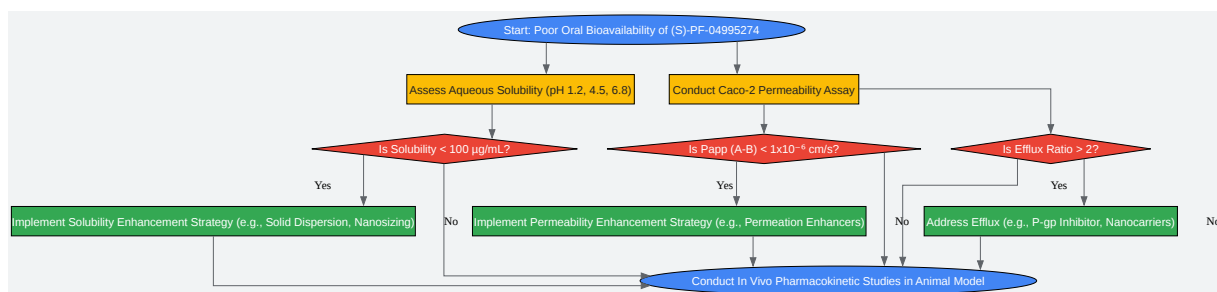 Start: Poor Oral Bioavailability of (S)-PF-04995274
Assess Aqueous Solubility (pH 1.2, 4.5, 6.8)
Conduct Caco-2 Permeability Assay
Is Solubility < 100 µg/mL?
Is Papp (A-B) < 1x10⁻⁶ cm/s?
Is Efflux Ratio > 2?
Yes
Yes
Yes
Implement Solubility Enhancement Strategy (e.g., Solid Dispersion, Nanosizing)
No
Implement Permeability Enhancement Strategy (e.g., Permeation Enhancers)
No
Address Efflux (e.g., P-gp Inhibitor, Nanocarriers)
No
Conduct In Vivo Pharmacokinetic Studies in Animal Model